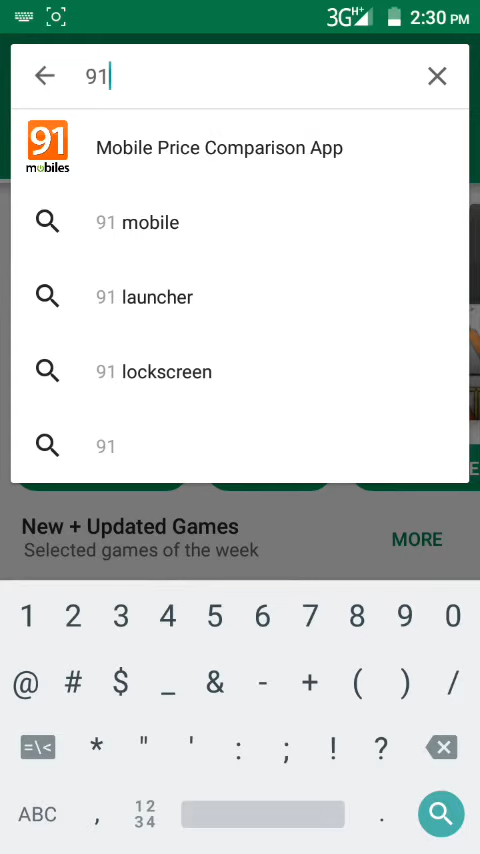 3G H+ 2:30 PM
91
91 mobiles
Mobile Price Comparison App
91 mobile
91 launcher
91 lockscreen
91
E
New + Updated Games
Selected games of the week
MORE
1 2 3 4 5 6 7 8 9 0
@ # $ _ & - + ( ) /
=\< * " ' : ; ! ?
ABC , 12 34 .